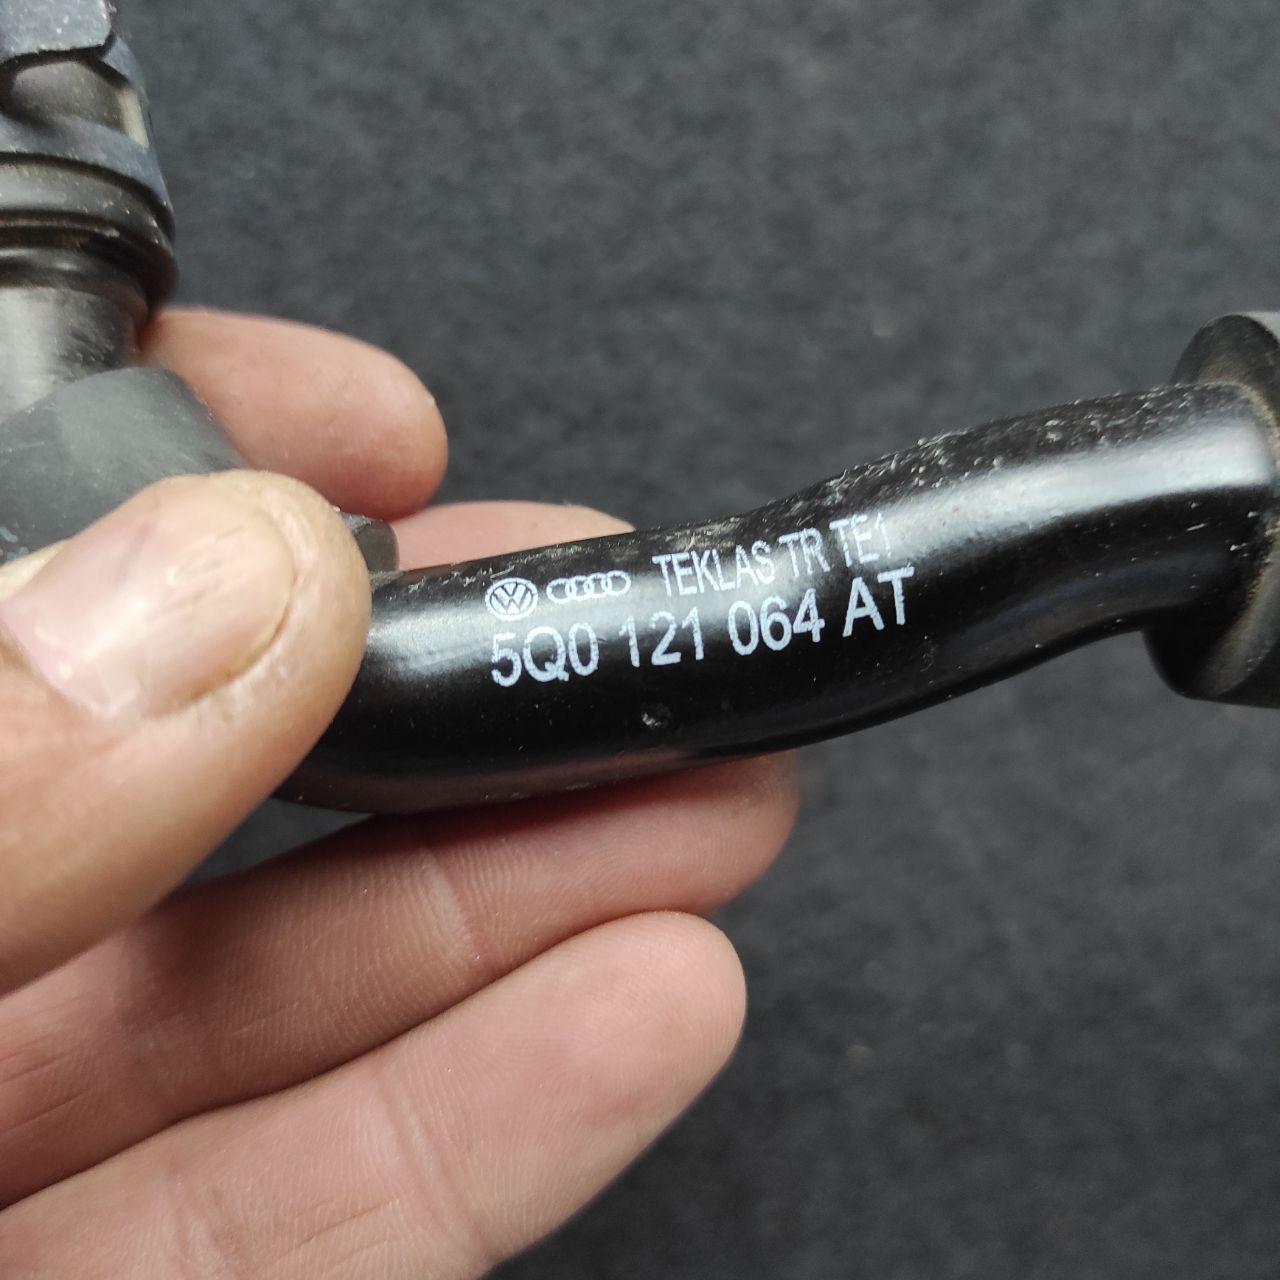 TEKLAS TR TE1
5Q0 121 064 AT